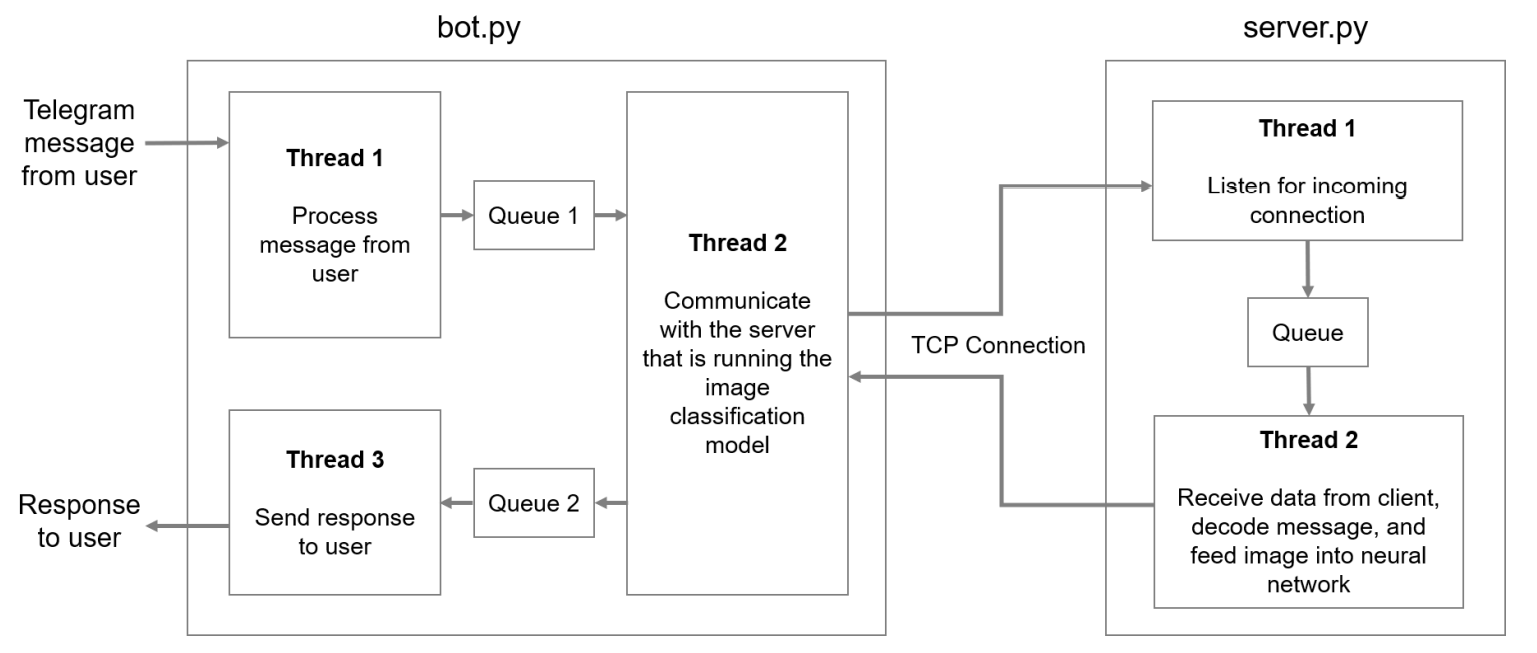 bot.py
server.py
Telegram
message
from user
Thread 1
Process
message from
user
Queue 1
Thread 2
Communicate
with the server
that is running the
image
classification
model
Thread 3
Send response
to user
Queue 2
Response
to user
TCP Connection
Thread 1
Listen for incoming
connection
Queue
Thread 2
Receive data from client,
decode message, and
feed image into neural
network